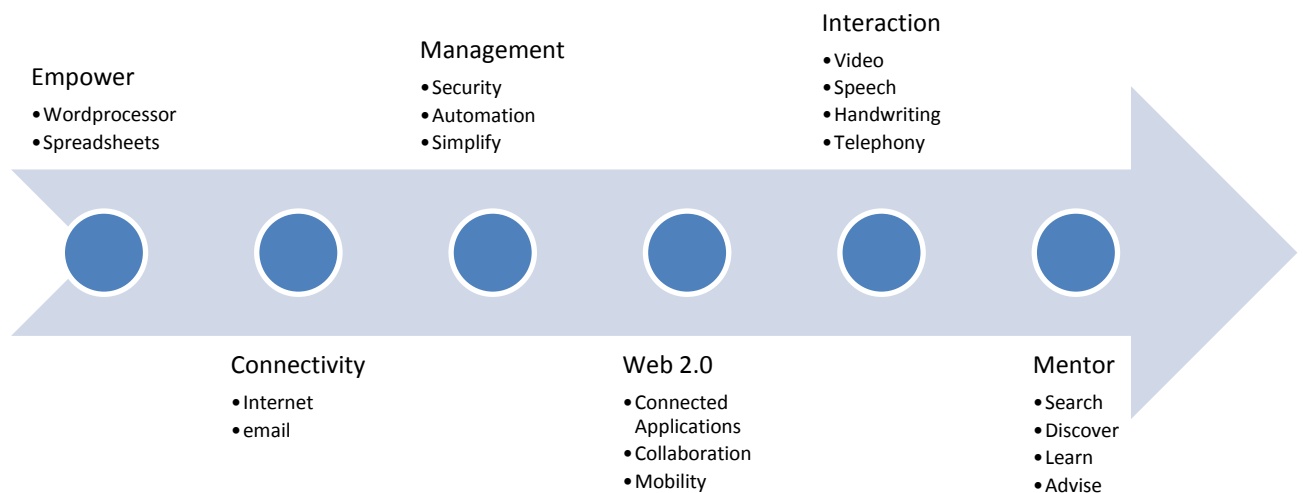 Empower
•Wordprocessor
•Spreadsheets
Connectivity
•Internet
•email
Management
•Security
•Automation
•Simplify
Web 2.0
•Connected
Applications
•Collaboration
•Mobility
Interaction
•Video
•Speech
•Handwriting
•Telephony
Mentor
•Search
•Discover
•Learn
•Advise